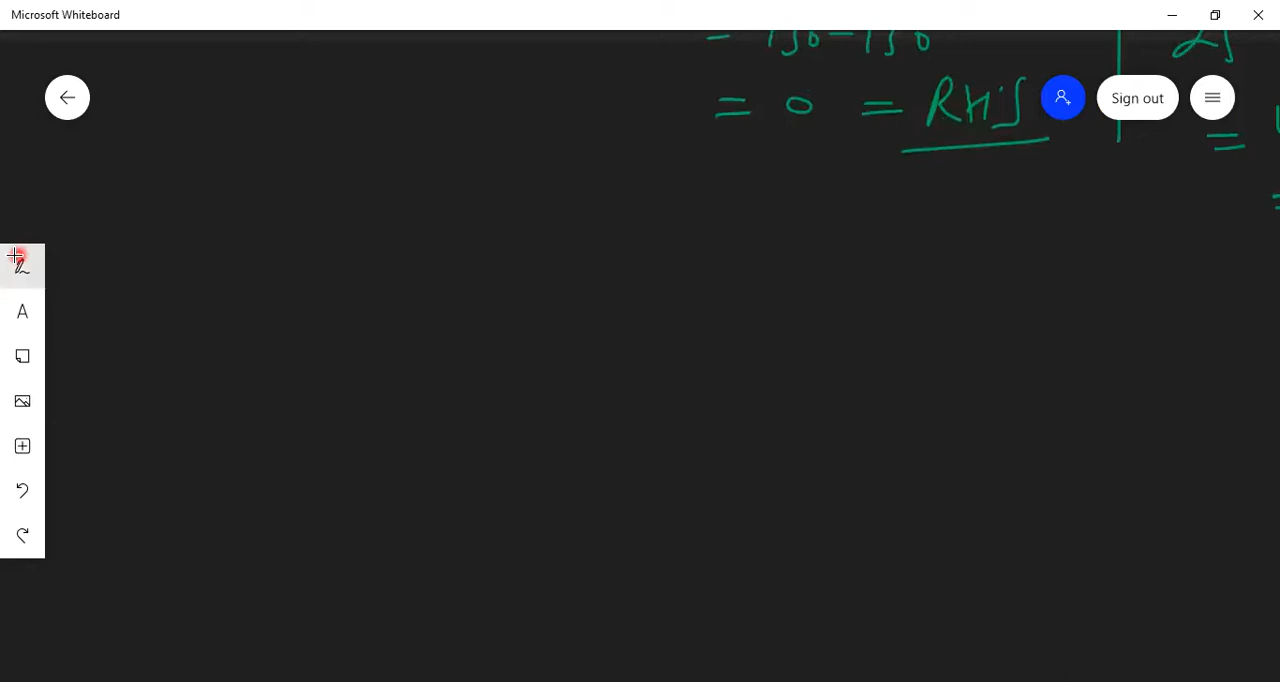 Microsoft Whiteboard
= 150 - 150
= 0 = RHS
Sign out
A